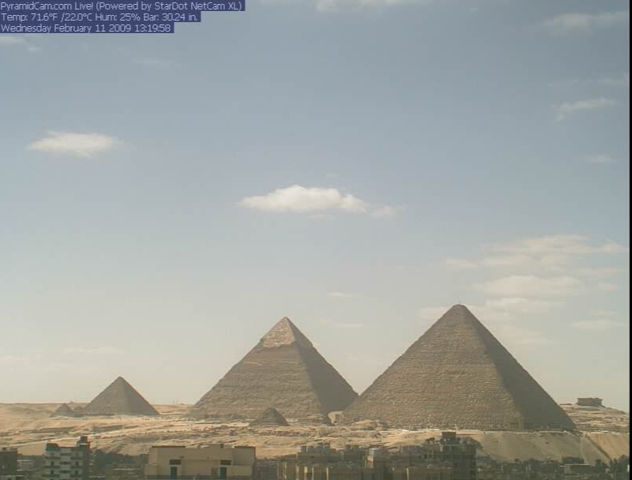 PyramidCam.com Live! (Powered by StarDot NetCam XL)
Temp: 71.6°F /22.0°C Hum: 25% Bar: 30.24 in.
Wednesday February 11 2009 13:19:58